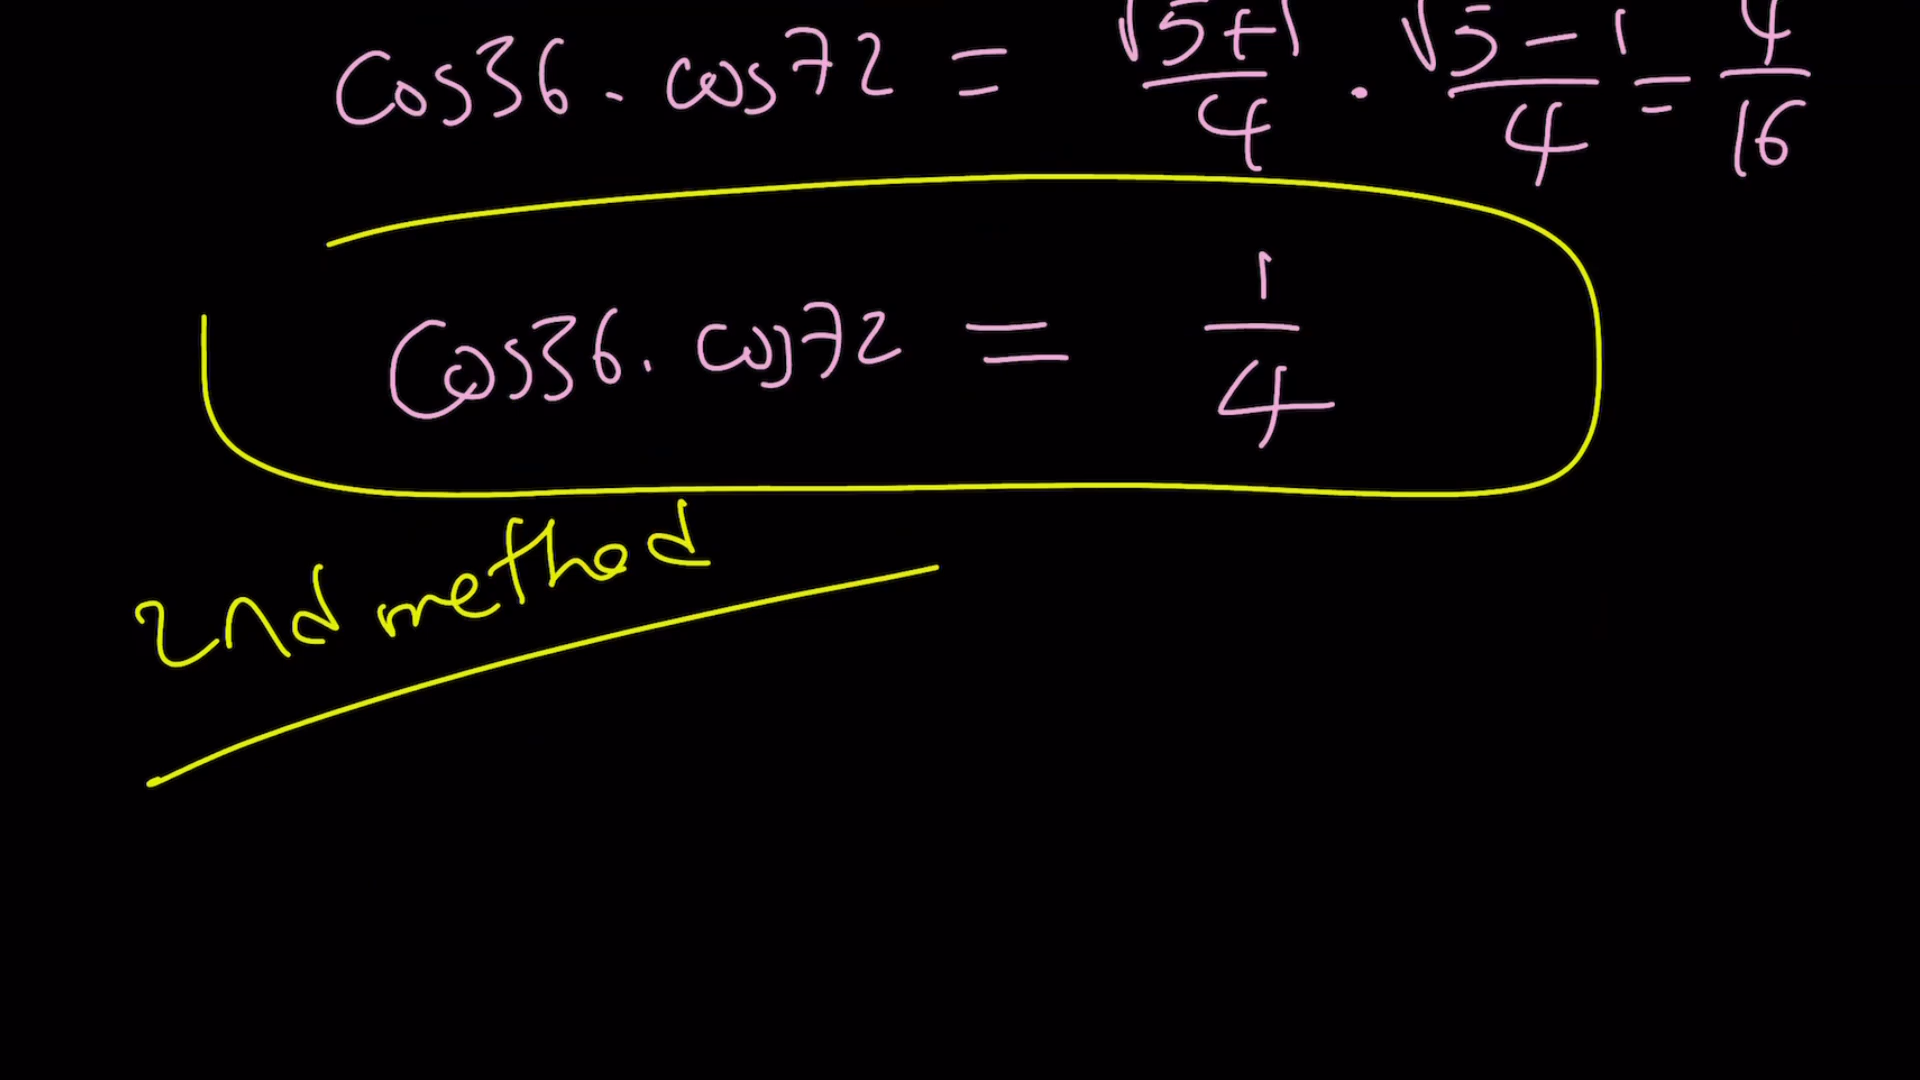 Cos36 . cos72 = √5+1/4 . √5-1/4 = 4/16
Cos36 . cos72 = 1/4
2nd method